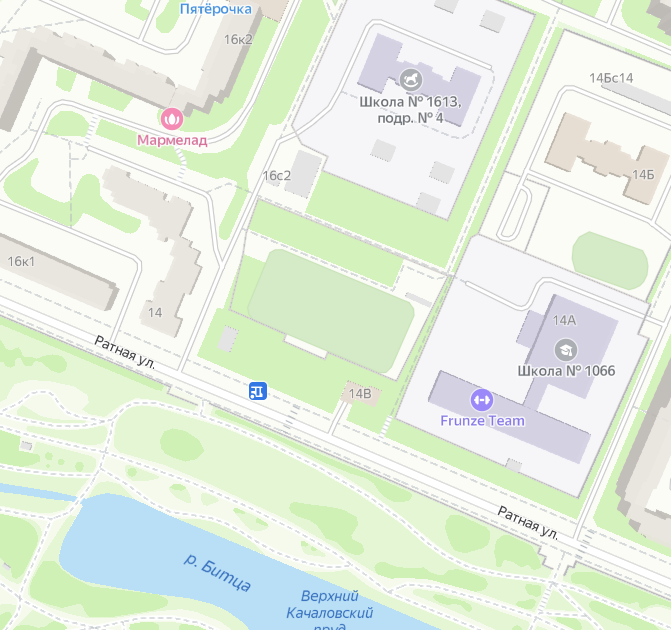 Пятёрочка
16к2
14Бс14
Школа № 1613,
подр. № 4
Мармелад
16с2
14Б
16к1
14
14А
Ратная ул.
Школа № 1066
14В
Frunze Team
Ратная ул.
р. Битца
Верхний
Качаловский
пруд